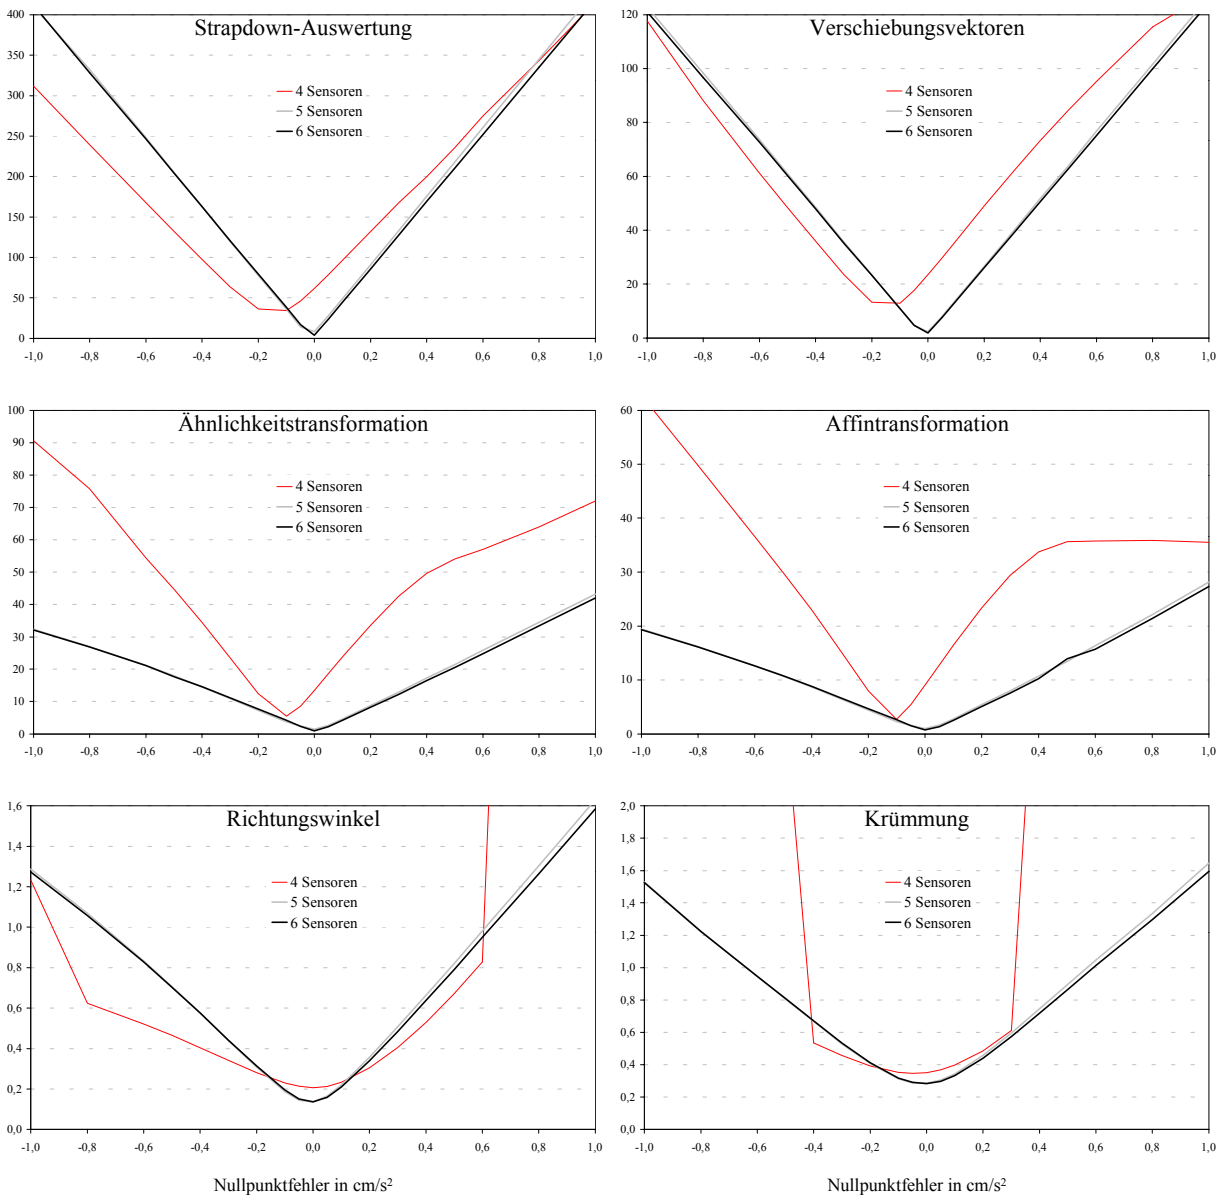 Strapdown-Auswertung
400
350
300
250
200
150
100
50
0
4 Sensoren
5 Sensoren
6 Sensoren
-1,0 -0,8 -0,6 -0,4 -0,2 0,0 0,2 0,4 0,6 0,8 1,0
Verschiebungsvektoren
120
100
80
60
40
20
0
4 Sensoren
5 Sensoren
6 Sensoren
-1,0 -0,8 -0,6 -0,4 -0,2 0,0 0,2 0,4 0,6 0,8 1,0
Ähnlichkeitstransformation
100
90
80
70
60
50
40
30
20
10
0
4 Sensoren
5 Sensoren
6 Sensoren
-1,0 -0,8 -0,6 -0,4 -0,2 0,0 0,2 0,4 0,6 0,8 1,0
Affintransformation
60
50
40
30
20
10
0
4 Sensoren
5 Sensoren
6 Sensoren
-1,0 -0,8 -0,6 -0,4 -0,2 0,0 0,2 0,4 0,6 0,8 1,0
Richtungswinkel
1,6
1,4
1,2
1,0
0,8
0,6
0,4
0,2
0,0
4 Sensoren
5 Sensoren
6 Sensoren
-1,0 -0,8 -0,6 -0,4 -0,2 0,0 0,2 0,4 0,6 0,8 1,0
Nullpunktfehler in cm/s²
Krümmung
2,0
1,8
1,6
1,4
1,2
1,0
0,8
0,6
0,4
0,2
0,0
4 Sensoren
5 Sensoren
6 Sensoren
-1,0 -0,8 -0,6 -0,4 -0,2 0,0 0,2 0,4 0,6 0,8 1,0
Nullpunktfehler in cm/s²